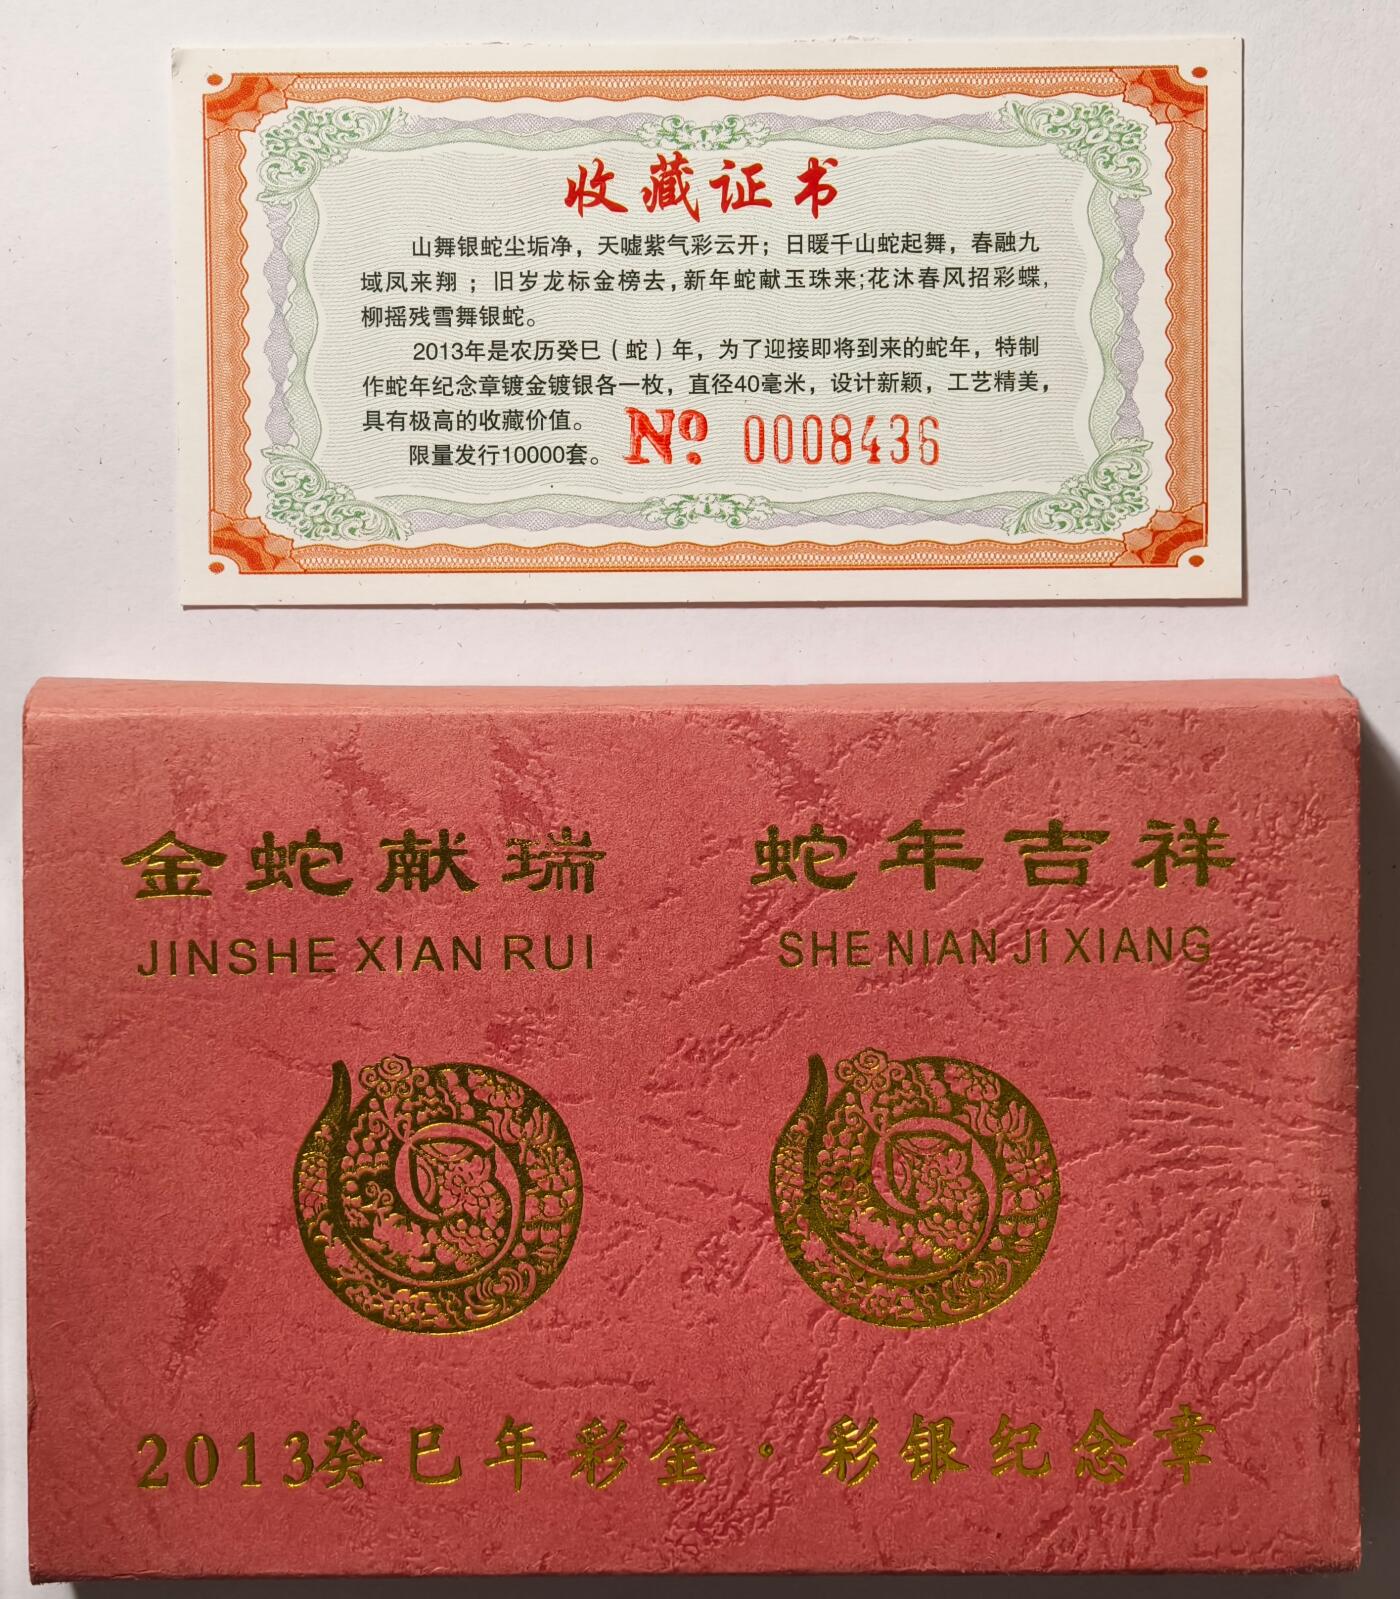 收藏证书
山舞银蛇尘垢净，天嘘紫气彩云开；日暖千山蛇起舞，春融九
域凤来翔；旧岁龙标金榜去，新年蛇献玉珠来;花沐春风招彩蝶，
柳摇残雪舞银蛇。
2013年是农历癸巳（蛇）年，为了迎接即将到来的蛇年，特制
作蛇年纪念章镀金镀银各一枚，直径40毫米，设计新颖，工艺精美，
具有极高的收藏价值。
限量发行10000套。 № 0008436
金蛇献瑞 蛇年吉祥
JINSHE XIAN RUI SHE NIAN JI XIANG
2013癸巳年彩金·彩银纪念章